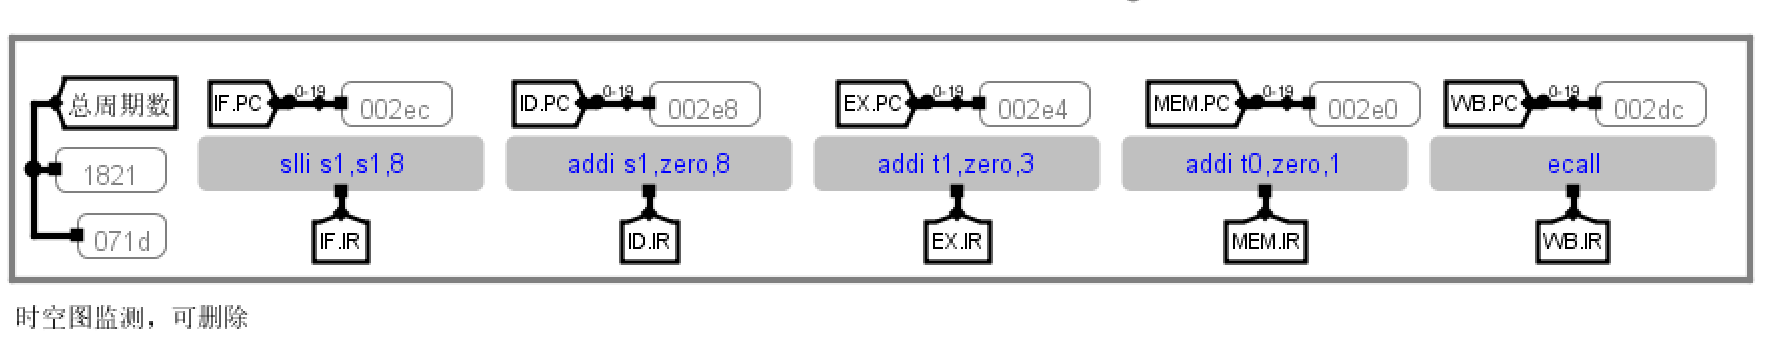 总周期数
1821
071d
IF.PC 0-19 002ec
slli s1,s1,8
IF.IR
ID.PC 0-19 002e8
addi s1,zero,8
ID.IR
EX.PC 0-19 002e4
addi t1,zero,3
EX.IR
MEM.PC 0-19 002e0
addi t0,zero,1
MEM.IR
WB.PC 0-19 002dc
ecall
WB.IR
时空图监测，可删除